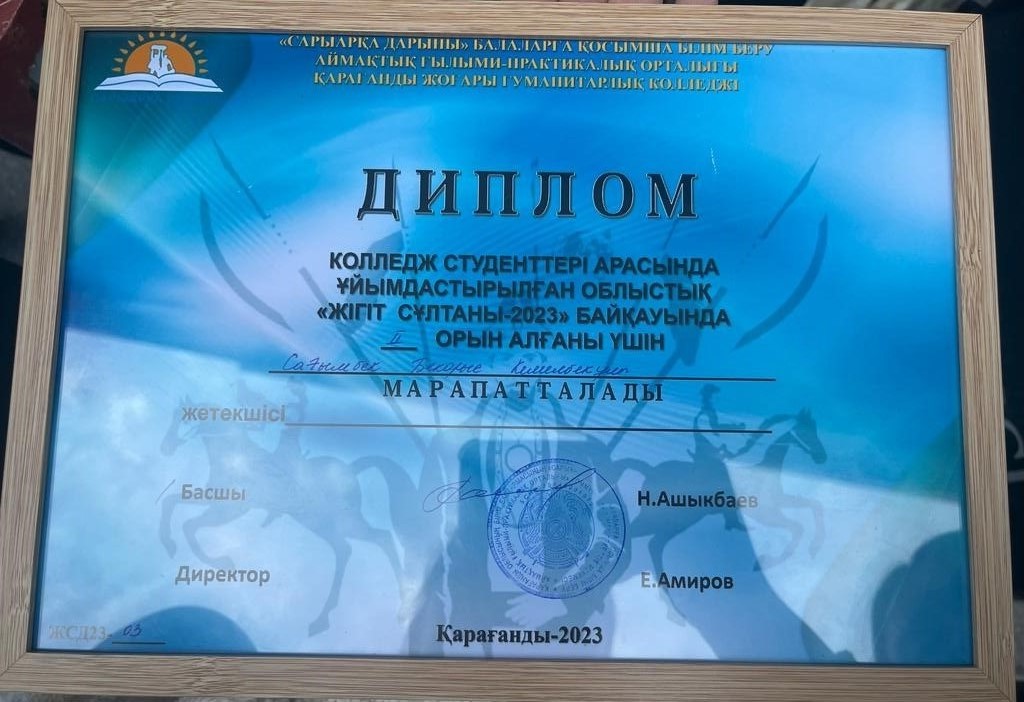 «САРЫАРҚА ДАРЫНЫ» БАЛАЛАРҒА ҚОСЫМША БІЛІМ БЕРУ
АЙМАҚТЫҚ ҒЫЛЫМИ-ПРАКТИКАЛЫҚ ОРТАЛЫҒЫ
ҚАРАҒАНДЫ ЖОҒАРЫ ГУМАНИТАРЛЫҚ КОЛЛЕДЖІ
ДИПЛОМ
КОЛЛЕДЖ СТУДЕНТТЕРІ АРАСЫНДА
ҰЙЫМДАСТЫРЫЛҒАН ОБЛЫСТЫҚ
«ЖІГІТ СҰЛТАНЫ-2023» БАЙҚАУЫНДА
II ОРЫН АЛҒАНЫ ҮШІН
Сағымбек
МАРАПАТТАЛАДЫ
жетекшісі
Басшы Н.Ашыкбаев
Директор Е.Амиров
ЖСД23- 03
Қарағанды-2023